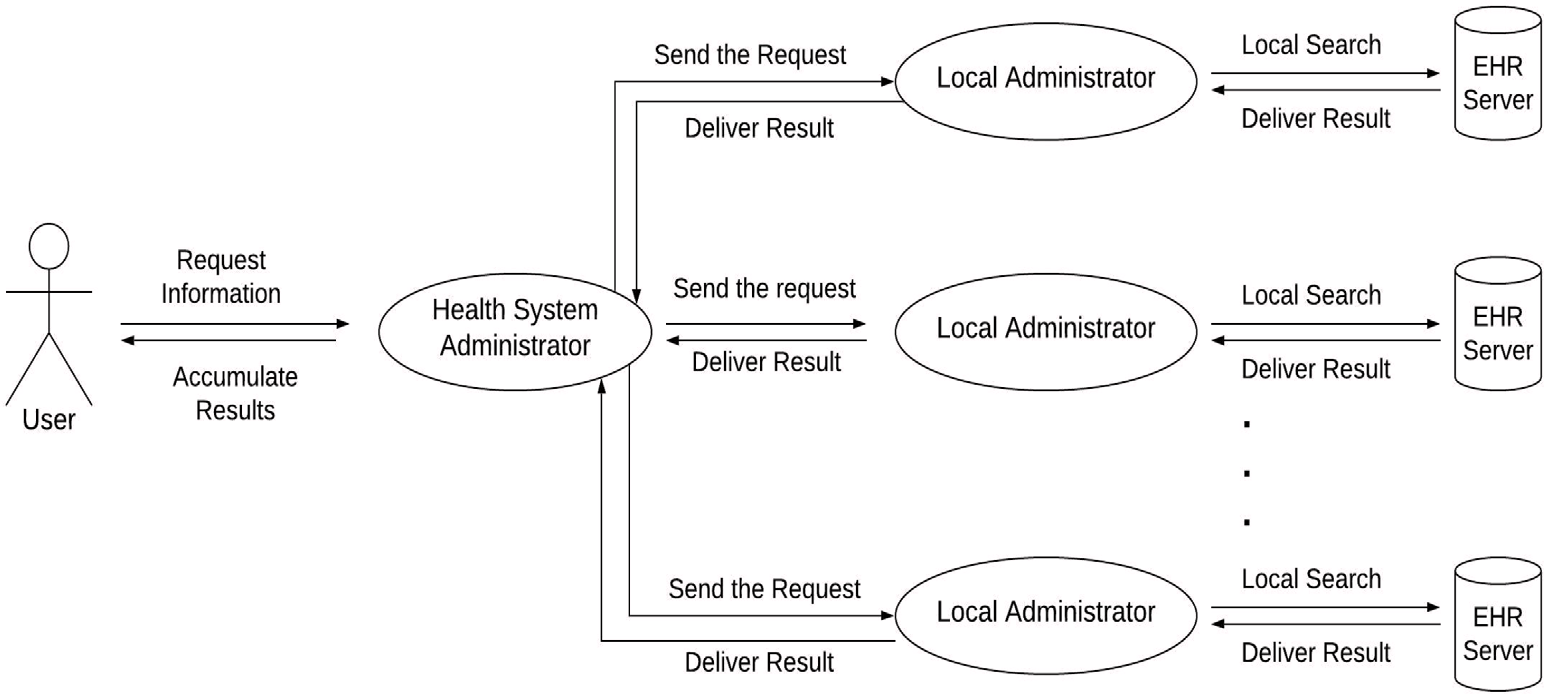 Send the Request
Local Administrator
Deliver Result
Local Search
Deliver Result
EHR
Server
User
Request
Information
Accumulate
Results
Health System
Administrator
Send the request
Deliver Result
Local Administrator
Local Search
Deliver Result
EHR
Server
Send the Request
Deliver Result
Local Administrator
Local Search
Deliver Result
EHR
Server